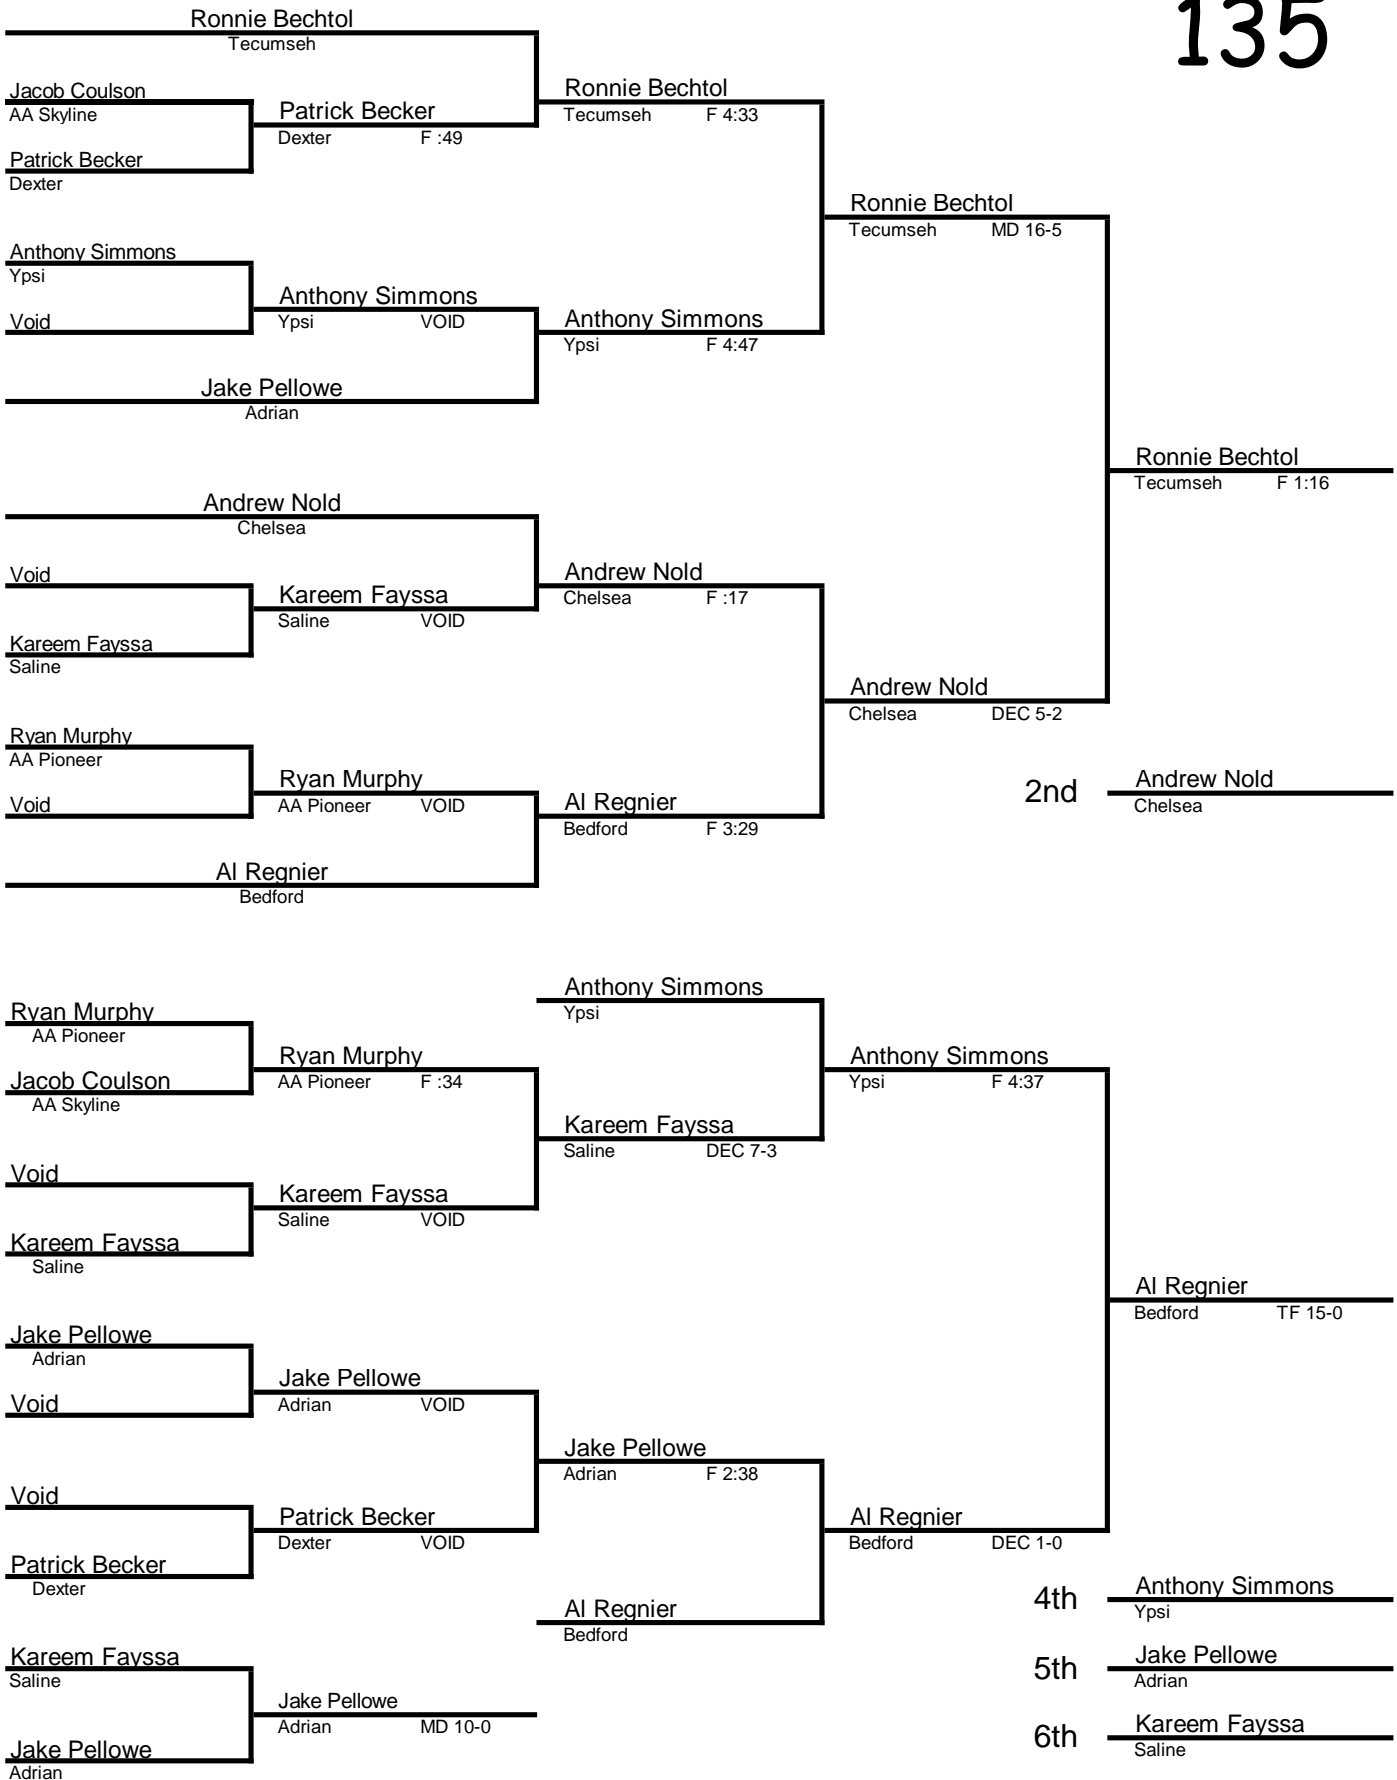 135
Ronnie Bechtol
Tecumseh
Jacob Coulson
AA Skyline
Patrick Becker
Dexter F :49
Patrick Becker
Dexter
Ronnie Bechtol
Tecumseh F 4:33
Anthony Simmons
Ypsi
Void
Anthony Simmons
Ypsi VOID
Jake Pellowe
Adrian
Anthony Simmons
Ypsi F 4:47
Ronnie Bechtol
Tecumseh MD 16-5
Andrew Nold
Chelsea
Void
Kareem Fayssa
Saline
Kareem Fayssa
Saline VOID
Andrew Nold
Chelsea F :17
Ryan Murphy
AA Pioneer
Void
Ryan Murphy
AA Pioneer VOID
Al Regnier
Bedford
Al Regnier
Bedford F 3:29
Andrew Nold
Chelsea DEC 5-2
Ronnie Bechtol
Tecumseh F 1:16
2nd Andrew Nold
Chelsea
Ryan Murphy
AA Pioneer
Jacob Coulson
AA Skyline
Ryan Murphy
AA Pioneer F :34
Void
Kareem Fayssa
Saline
Kareem Fayssa
Saline VOID
Anthony Simmons
Ypsi
Kareem Fayssa
Saline DEC 7-3
Anthony Simmons
Ypsi F 4:37
Jake Pellowe
Adrian
Void
Jake Pellowe
Adrian VOID
Void
Patrick Becker
Dexter
Patrick Becker
Dexter VOID
Jake Pellowe
Adrian F 2:38
Al Regnier
Bedford
Al Regnier
Bedford DEC 1-0
Al Regnier
Bedford TF 15-0
Kareem Fayssa
Saline
Jake Pellowe
Adrian
Jake Pellowe
Adrian MD 10-0
4th Anthony Simmons
Ypsi
5th Jake Pellowe
Adrian
6th Kareem Fayssa
Saline